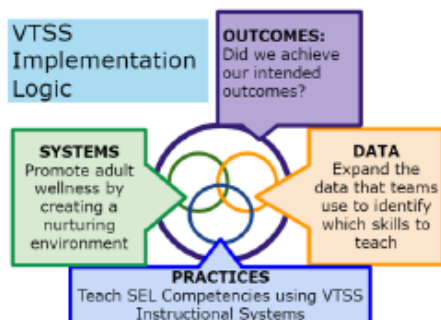 VTSS
Implementation
Logic
OUTCOMES:
Did we achieve
our intended
outcomes?
SYSTEMS
Promote adult
wellness by
creating a
nurturing
environment
DATA
Expand the
data that teams
use to identify
which skills to
teach
PRACTICES
Teach SEL Competencies using VTSS
Instructional Systems